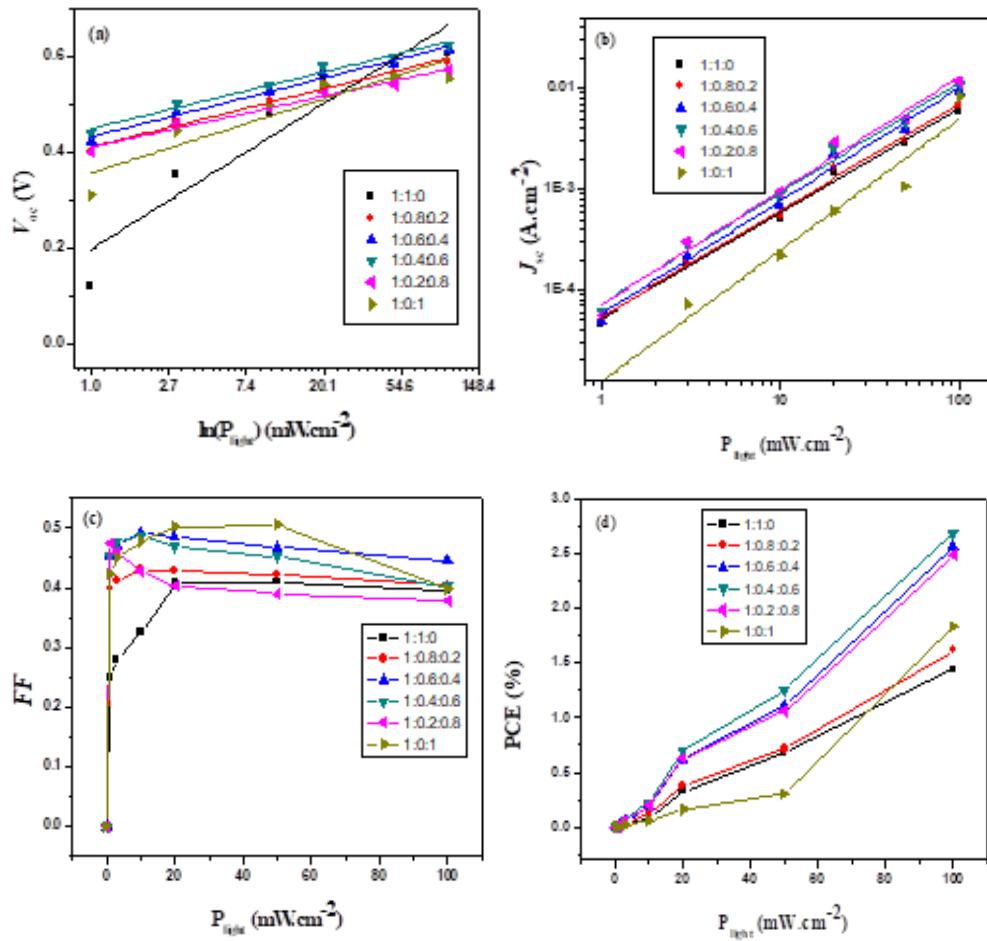 (a)
0.6
0.4
0.2
0.0
V_oc (V)
1:1:0
1:0.8:0.2
1:0.6:0.4
1:0.4:0.6
1:0.2:0.8
1:0:1
1.0 2.7 7.4 20.1 54.6 148.4
ln(P_light) (mW.cm^-2)
(b)
0.01
1E-3
1E-4
J_sc (A.cm^-2)
1:1:0
1:0.8:0.2
1:0.6:0.4
1:0.4:0.6
1:0.2:0.8
1:0:1
1 10 100
P_light (mW.cm^-2)
(c)
0.5
0.4
0.3
0.2
0.1
0.0
FF
1:1:0
1:0.8:0.2
1:0.6:0.4
1:0.4:0.6
1:0.2:0.8
1:0:1
0 20 40 60 80 100
P_light (mW.cm^-2)
(d)
3.0
2.5
2.0
1.5
1.0
0.5
0.0
PCE (%)
1:1:0
1:0.8:0.2
1:0.6:0.4
1:0.4:0.6
1:0.2:0.8
1:0:1
0 20 40 60 80 100
P_light (mW.cm^-2)